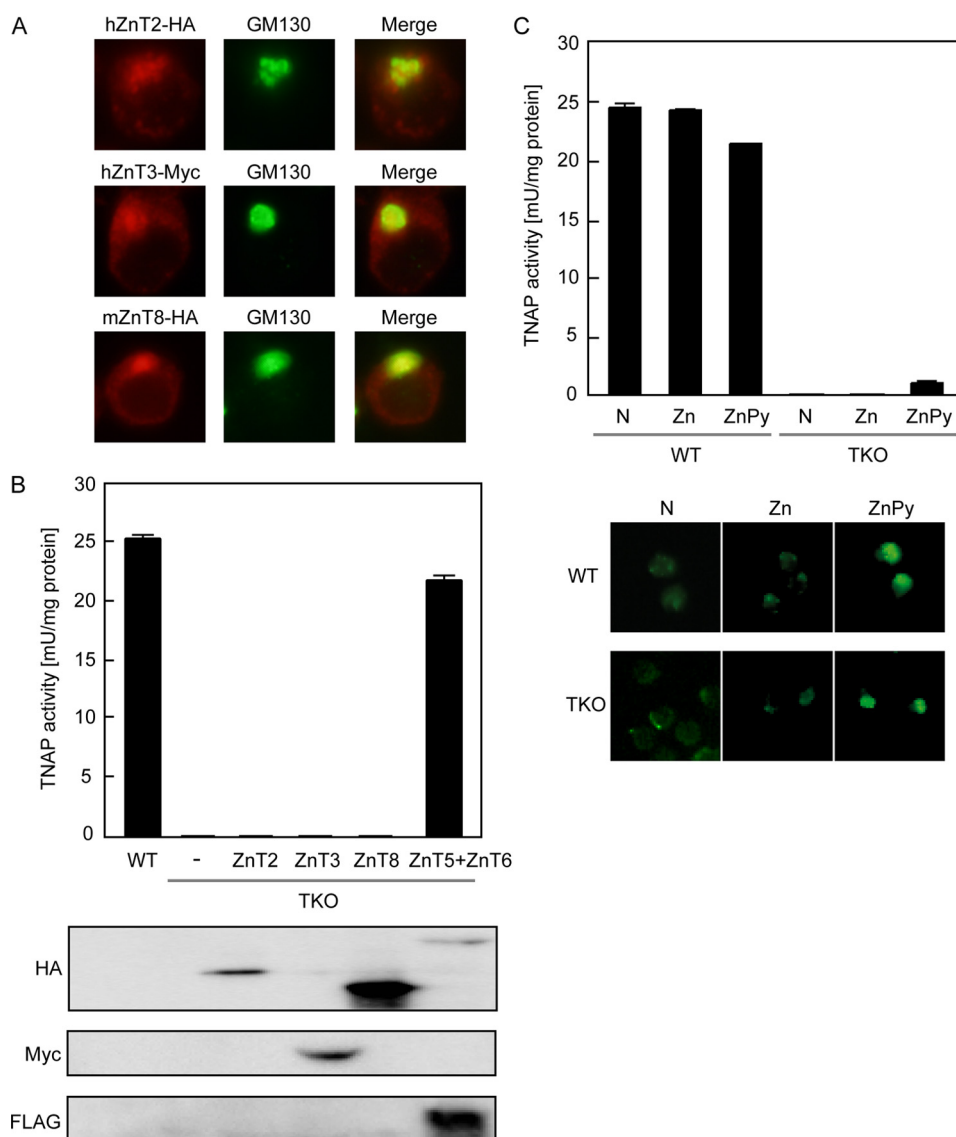 A
hZnT2-HA GM130 Merge
hZnT3-Myc GM130 Merge
mZnT8-HA GM130 Merge
B
TNAP activity [mU/mg protein]
30
25
20
15
10
5
0
WT - ZnT2 ZnT3 ZnT8 ZnT5+ZnT6
TKO
HA
Myc
FLAG
C
TNAP activity [mU/mg protein]
30
25
20
15
10
5
0
N Zn ZnPy N Zn ZnPy
WT TKO
N Zn ZnPy
WT
TKO